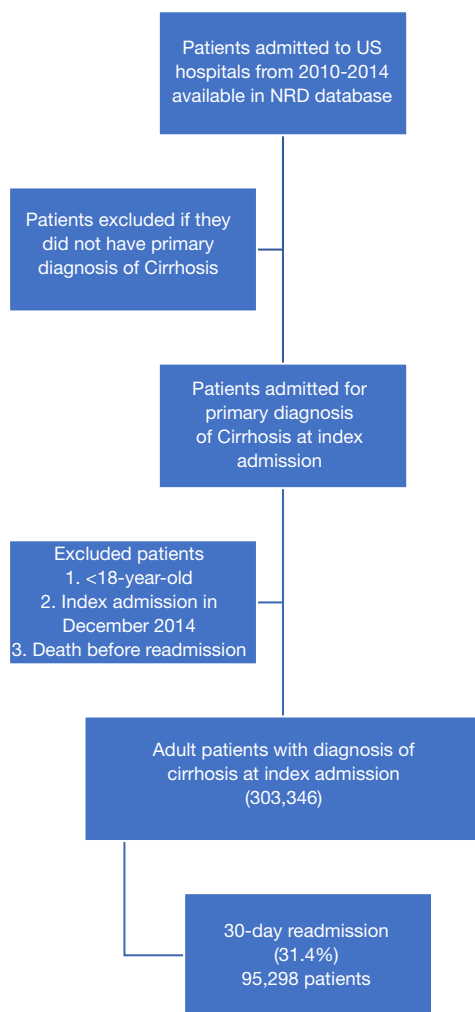 Patients admitted to US
hospitals from 2010-2014
available in NRD database
Patients excluded if they
did not have primary
diagnosis of Cirrhosis
Patients admitted for
primary diagnosis
of Cirrhosis at index
admission
Excluded patients
1. <18-year-old
2. Index admission in
December 2014
3. Death before readmission
Adult patients with diagnosis of
cirrhosis at index admission
(303,346)
30-day readmission
(31.4%)
95,298 patients